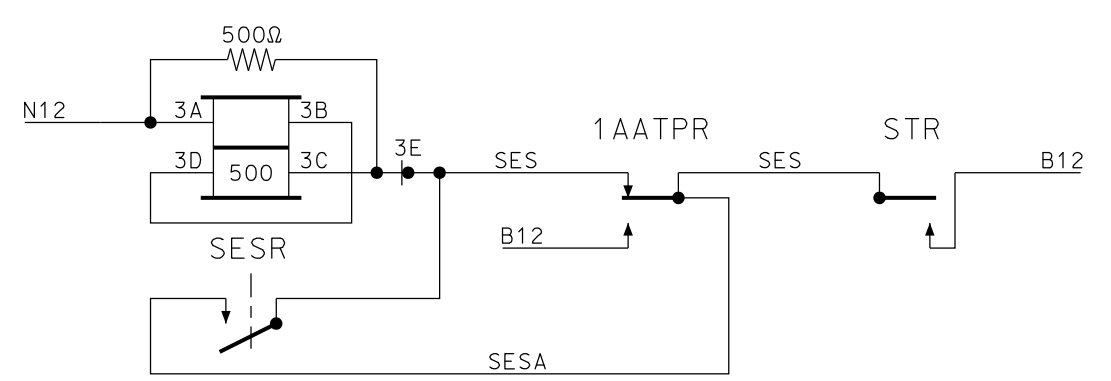 500Ω
N12
3A
3B
3D
500
3C
3E
SES
1AATPR
SES
STR
B12
B12
SESR
SESA